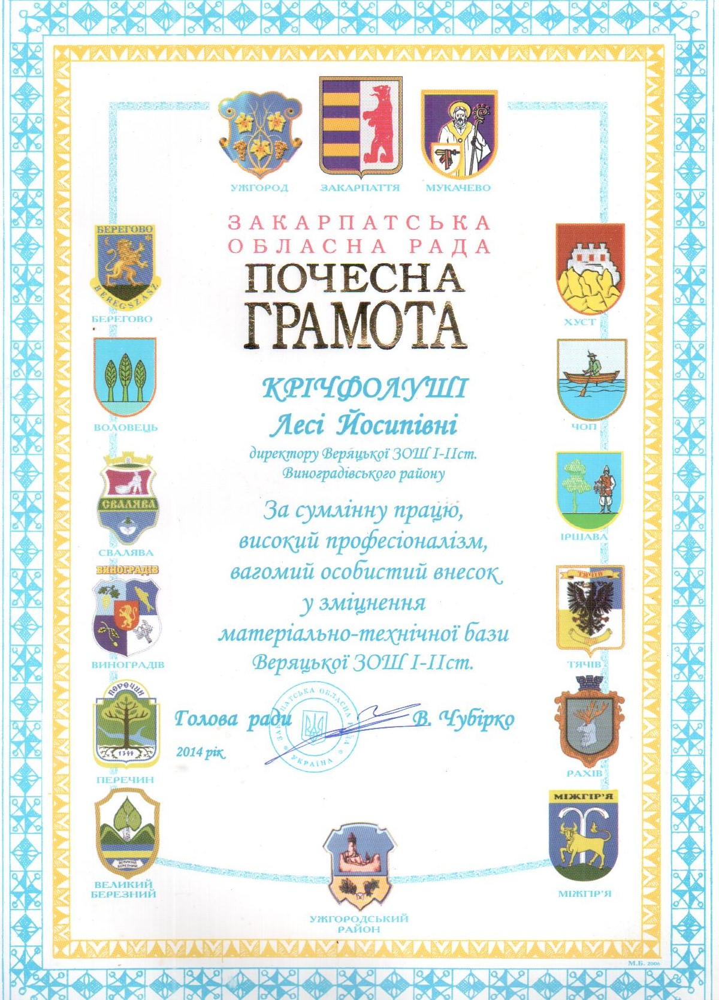 УЖГОРОД
ЗАКАРПАТТЯ
МУКАЧЕВО
ЗАКАРПАТСЬКА
ОБЛАСНА РАДА
ПОЧЕСНА
ГРАМОТА
БЕРЕГОВО
BEREGSZÁSZ
БЕРЕГОВО
ХУСТ
КРІЧФОЛУШІ
Лесі Йосипівні
ВОЛОВЕЦЬ
ЧОП
директору Веряцької ЗОШ І-ІІст.
Виноградівського району
За сумлінну працю,
високий професіоналізм,
вагомий особистий внесок
у зміцнення
матеріально-технічної бази
Веряцької ЗОШ І-ІІст.
СВАЛЯВА
СВАЛЯВА
ІРШАВА
ВИНОГРАДІВ
ВИНОГРАДІВ
ТЯЧІВ
ТЯЧІВ
ПЕРЕЧИН
1399
ПЕРЕЧИН
РАХІВ
Голова ради В. Чубірко
2014 рік
ЗАКАРПАТСЬКА ОБЛАСНА РАДА
* УКРАЇНА *
ВЕЛИКИЙ
БЕРЕЗНИЙ
ВЕЛИКИЙ
БЕРЕЗНИЙ
МІЖГІР'Я
МІЖГІР'Я
УЖГОРОДСЬКИЙ
РАЙОН
М.Б. 2006